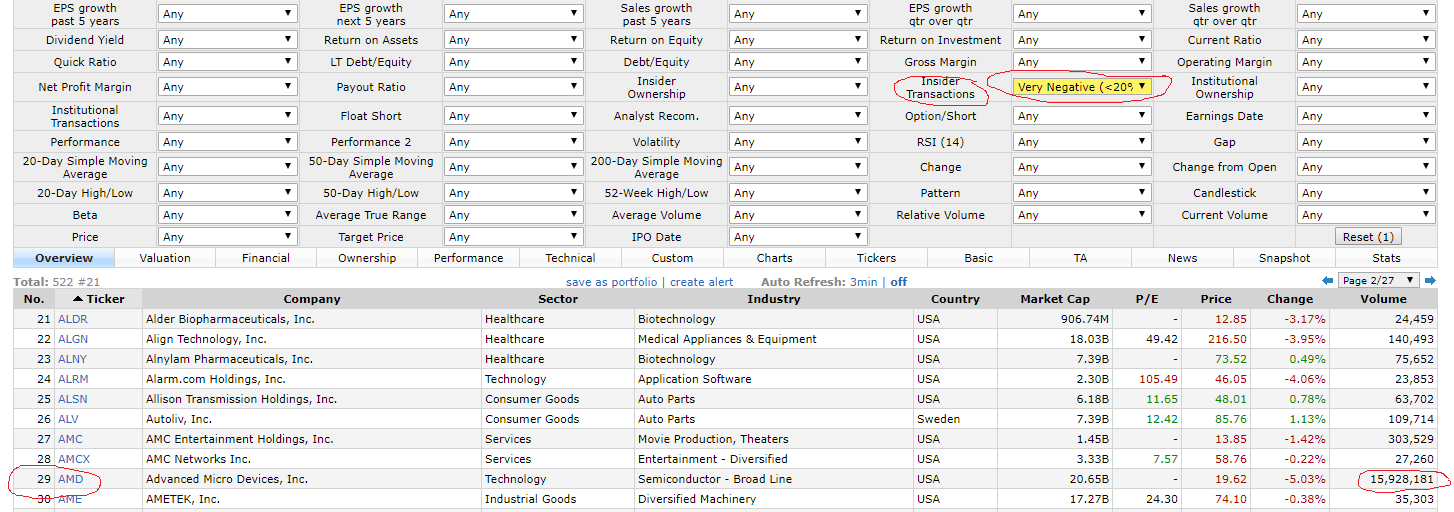 EPS growth past 5 years Any EPS growth next 5 years Any Sales growth past 5 years Any EPS growth qtr over qtr Any Sales growth qtr over qtr Any
Dividend Yield Any Return on Assets Any Return on Equity Any Return on Investment Any Current Ratio Any
Quick Ratio Any LT Debt/Equity Any Debt/Equity Any Gross Margin Any Operating Margin Any
Net Profit Margin Any Payout Ratio Any Insider Ownership Any Insider Transactions Very Negative (<20% Institutional Ownership Any
Institutional Transactions Any Float Short Any Analyst Recom. Any Option/Short Any Earnings Date Any
Performance Any Performance 2 Any Volatility Any RSI (14) Any Gap Any
20-Day Simple Moving Average Any 50-Day Simple Moving Average Any 200-Day Simple Moving Average Any Change Any Change from Open Any
20-Day High/Low Any 50-Day High/Low Any 52-Week High/Low Any Pattern Any Candlestick Any
Beta Any Average True Range Any Average Volume Any Relative Volume Any Current Volume Any
Price Any Target Price Any IPO Date Any Reset (1)
Overview Valuation Financial Ownership Performance Technical Custom Charts Tickers Basic TA News Snapshot Stats
Total: 522 #21 save as portfolio | create alert Auto Refresh: 3min | off Page 2/27
No. Ticker Company Sector Industry Country Market Cap P/E Price Change Volume
21 ALDR Alder Biopharmaceuticals, Inc. Healthcare Biotechnology USA 906.74M - 12.85 -3.17% 24,459
22 ALGN Align Technology, Inc. Healthcare Medical Appliances & Equipment USA 18.03B 49.42 216.50 -3.95% 140,493
23 ALNY Alnylam Pharmaceuticals, Inc. Healthcare Biotechnology USA 7.39B - 73.52 0.49% 75,652
24 ALRM Alarm.com Holdings, Inc. Technology Application Software USA 2.30B 105.49 46.05 -4.06% 23,853
25 ALSN Allison Transmission Holdings, Inc. Consumer Goods Auto Parts USA 6.18B 11.65 48.01 0.78% 63,702
26 ALV Autoliv, Inc. Consumer Goods Auto Parts Sweden 7.39B 12.42 85.76 1.13% 109,714
27 AMC AMC Entertainment Holdings, Inc. Services Movie Production, Theaters USA 1.45B - 13.85 -1.42% 303,529
28 AMCX AMC Networks Inc. Services Entertainment - Diversified USA 3.33B 7.57 58.76 -0.22% 27,260
29 AMD Advanced Micro Devices, Inc. Technology Semiconductor - Broad Line USA 20.65B - 19.62 -5.03% 15,928,181
30 AME AMETEK, Inc. Industrial Goods Diversified Machinery USA 17.27B 24.30 74.10 -0.38% 35,303